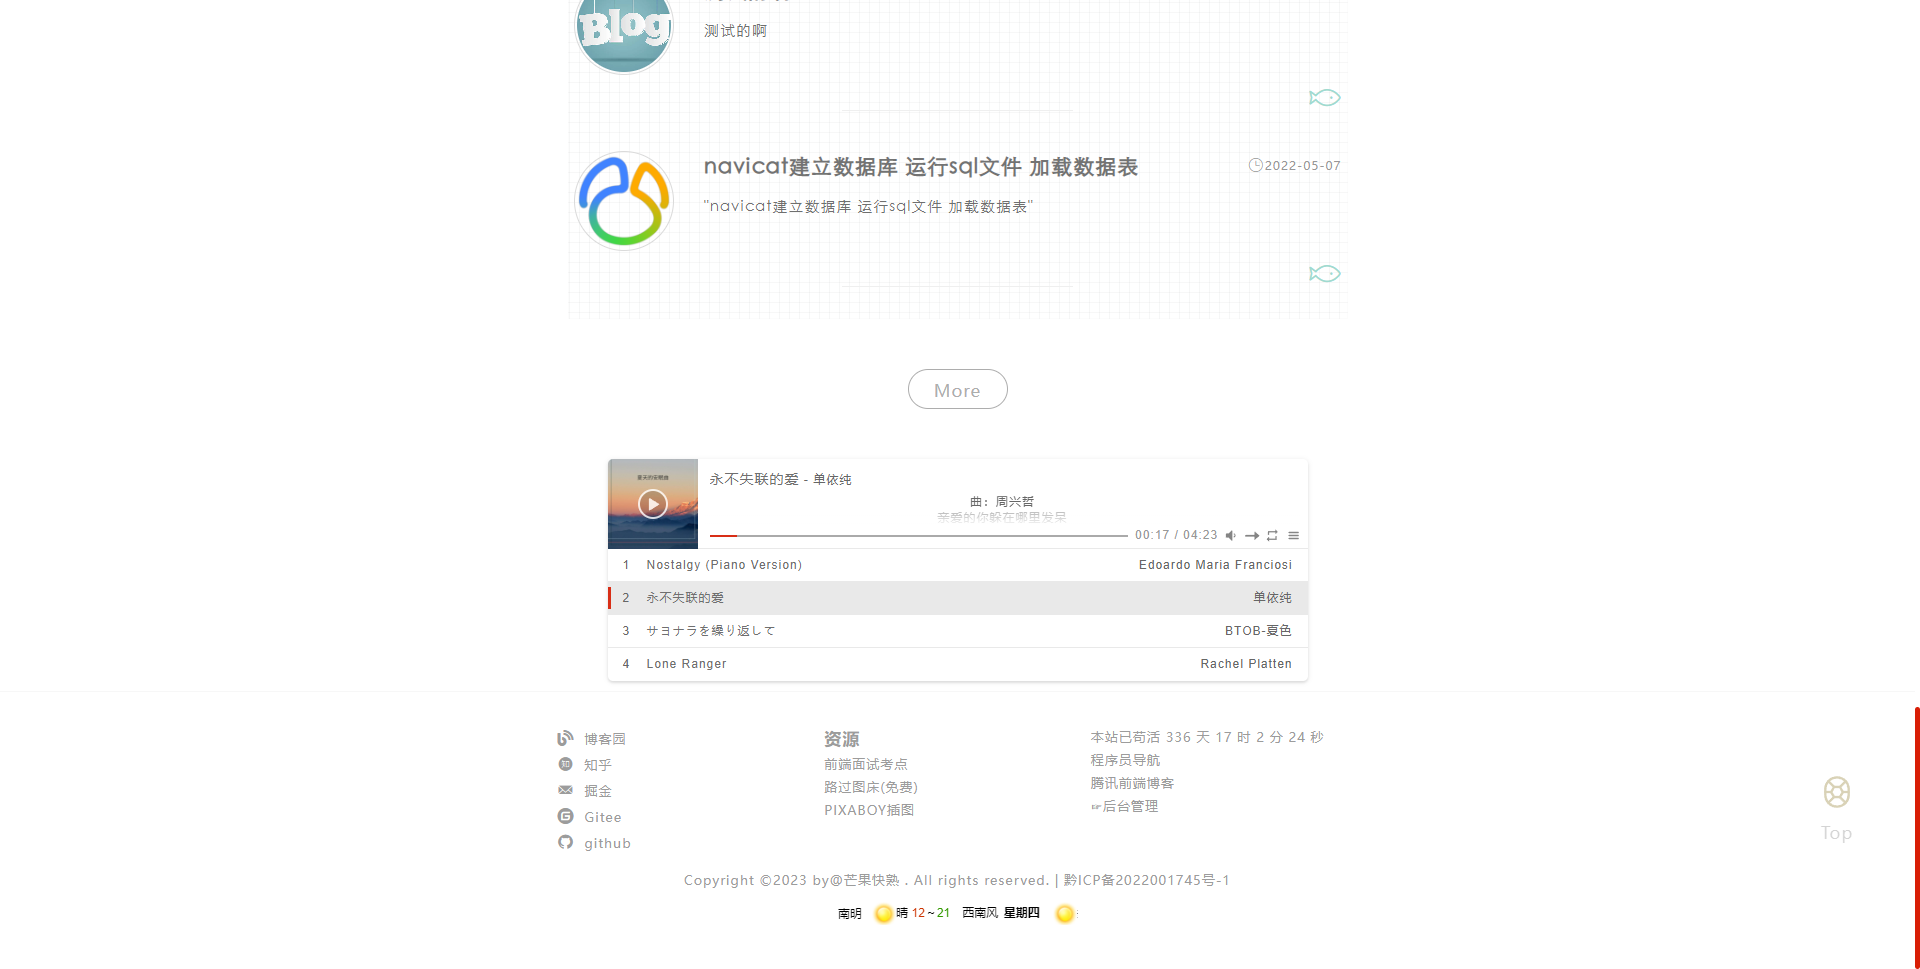 Blog
测试的啊
navicat建立数据库 运行sql文件 加载数据表
2022-05-07
"navicat建立数据库 运行sql文件 加载数据表"
More
永不失联的爱 - 单依纯
曲：周兴哲
亲爱的你躲在哪里发呆
00:17 / 04:23
1 Nostalgy (Piano Version) Edoardo Maria Franciosi
2 永不失联的爱 单依纯
3 サヨナラを繰り返して BTOB-夏色
4 Lone Ranger Rachel Platten
博客园
知乎
掘金
Gitee
github
资源
前端面试考点
路过图床(免费)
PIXABOY插图
本站已苟活 336 天 17 时 2 分 24 秒
程序员导航
腾讯前端博客
☞后台管理
Top
Copyright ©2023 by@芒果快熟 . All rights reserved. | 黔ICP备2022001745号-1
南明 晴 12～21 西南风 星期四 :